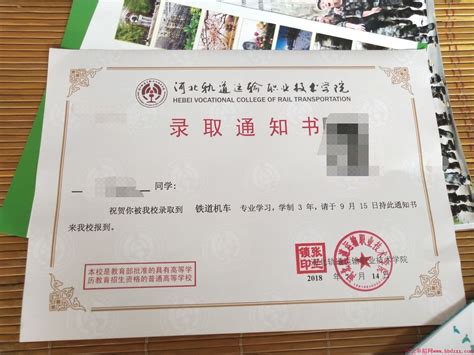 河北轨道运输职业技术学院
HEBEI VOCATIONAL COLLEGE OF RAIL TRANSPORTATION
录取通知书
同学:
祝贺你被我校录取到 铁道机车 专业学习,学制 3 年,请于 9 月 15 日持此通知书
来我校报到。
本校是教育部批准的具有高等学
历教育招生资格的普通高等学校
2018 年 月 14